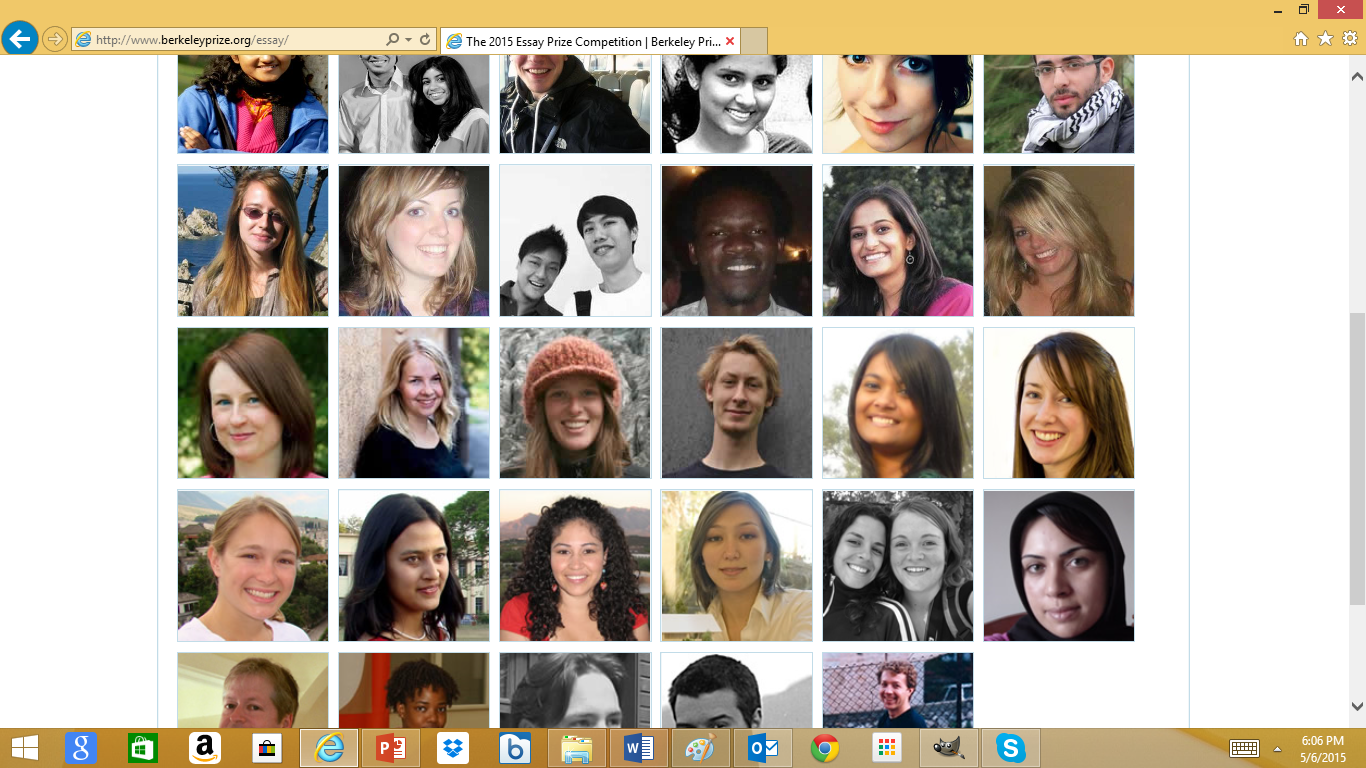 http://www.berkeleyprize.org/essay/
The 2015 Essay Prize Competition | Berkeley Pri...
6:06 PM
5/6/2015